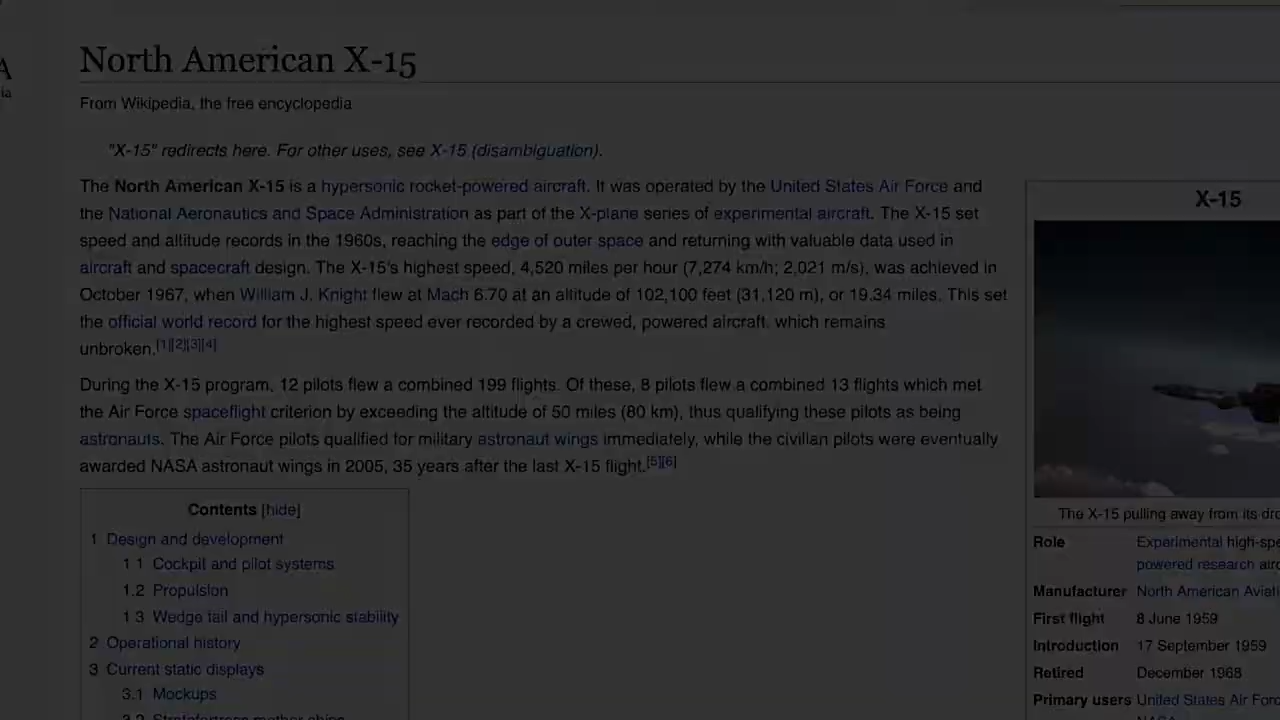 A
ia
North American X-15
From Wikipedia, the free encyclopedia
"X-15" redirects here. For other uses, see X-15 (disambiguation).
The North American X-15 is a hypersonic rocket-powered aircraft. It was operated by the United States Air Force and
the National Aeronautics and Space Administration as part of the X-plane series of experimental aircraft. The X-15 set
speed and altitude records in the 1960s, reaching the edge of outer space and returning with valuable data used in
aircraft and spacecraft design. The X-15's highest speed, 4,520 miles per hour (7,274 km/h; 2,021 m/s), was achieved in
October 1967, when William J. Knight flew at Mach 6.70 at an altitude of 102,100 feet (31,120 m), or 19.34 miles. This set
the official world record for the highest speed ever recorded by a crewed, powered aircraft, which remains
unbroken.[1][2][3][4]
During the X-15 program, 12 pilots flew a combined 199 flights. Of these, 8 pilots flew a combined 13 flights which met
the Air Force spaceflight criterion by exceeding the altitude of 50 miles (80 km), thus qualifying these pilots as being
astronauts. The Air Force pilots qualified for military astronaut wings immediately, while the civilian pilots were eventually
awarded NASA astronaut wings in 2005, 35 years after the last X-15 flight.[5][6]
Contents [hide]
1 Design and development
1.1 Cockpit and pilot systems
1.2 Propulsion
1.3 Wedge tail and hypersonic stability
2 Operational history
3 Current static displays
3.1 Mockups
3.2 Stratofortress mother ships
X-15
The X-15 pulling away from its dro
Role Experimental high-spe
powered research airc
Manufacturer North American Aviati
First flight 8 June 1959
Introduction 17 September 1959
Retired December 1968
Primary users United States Air Forc
NASA